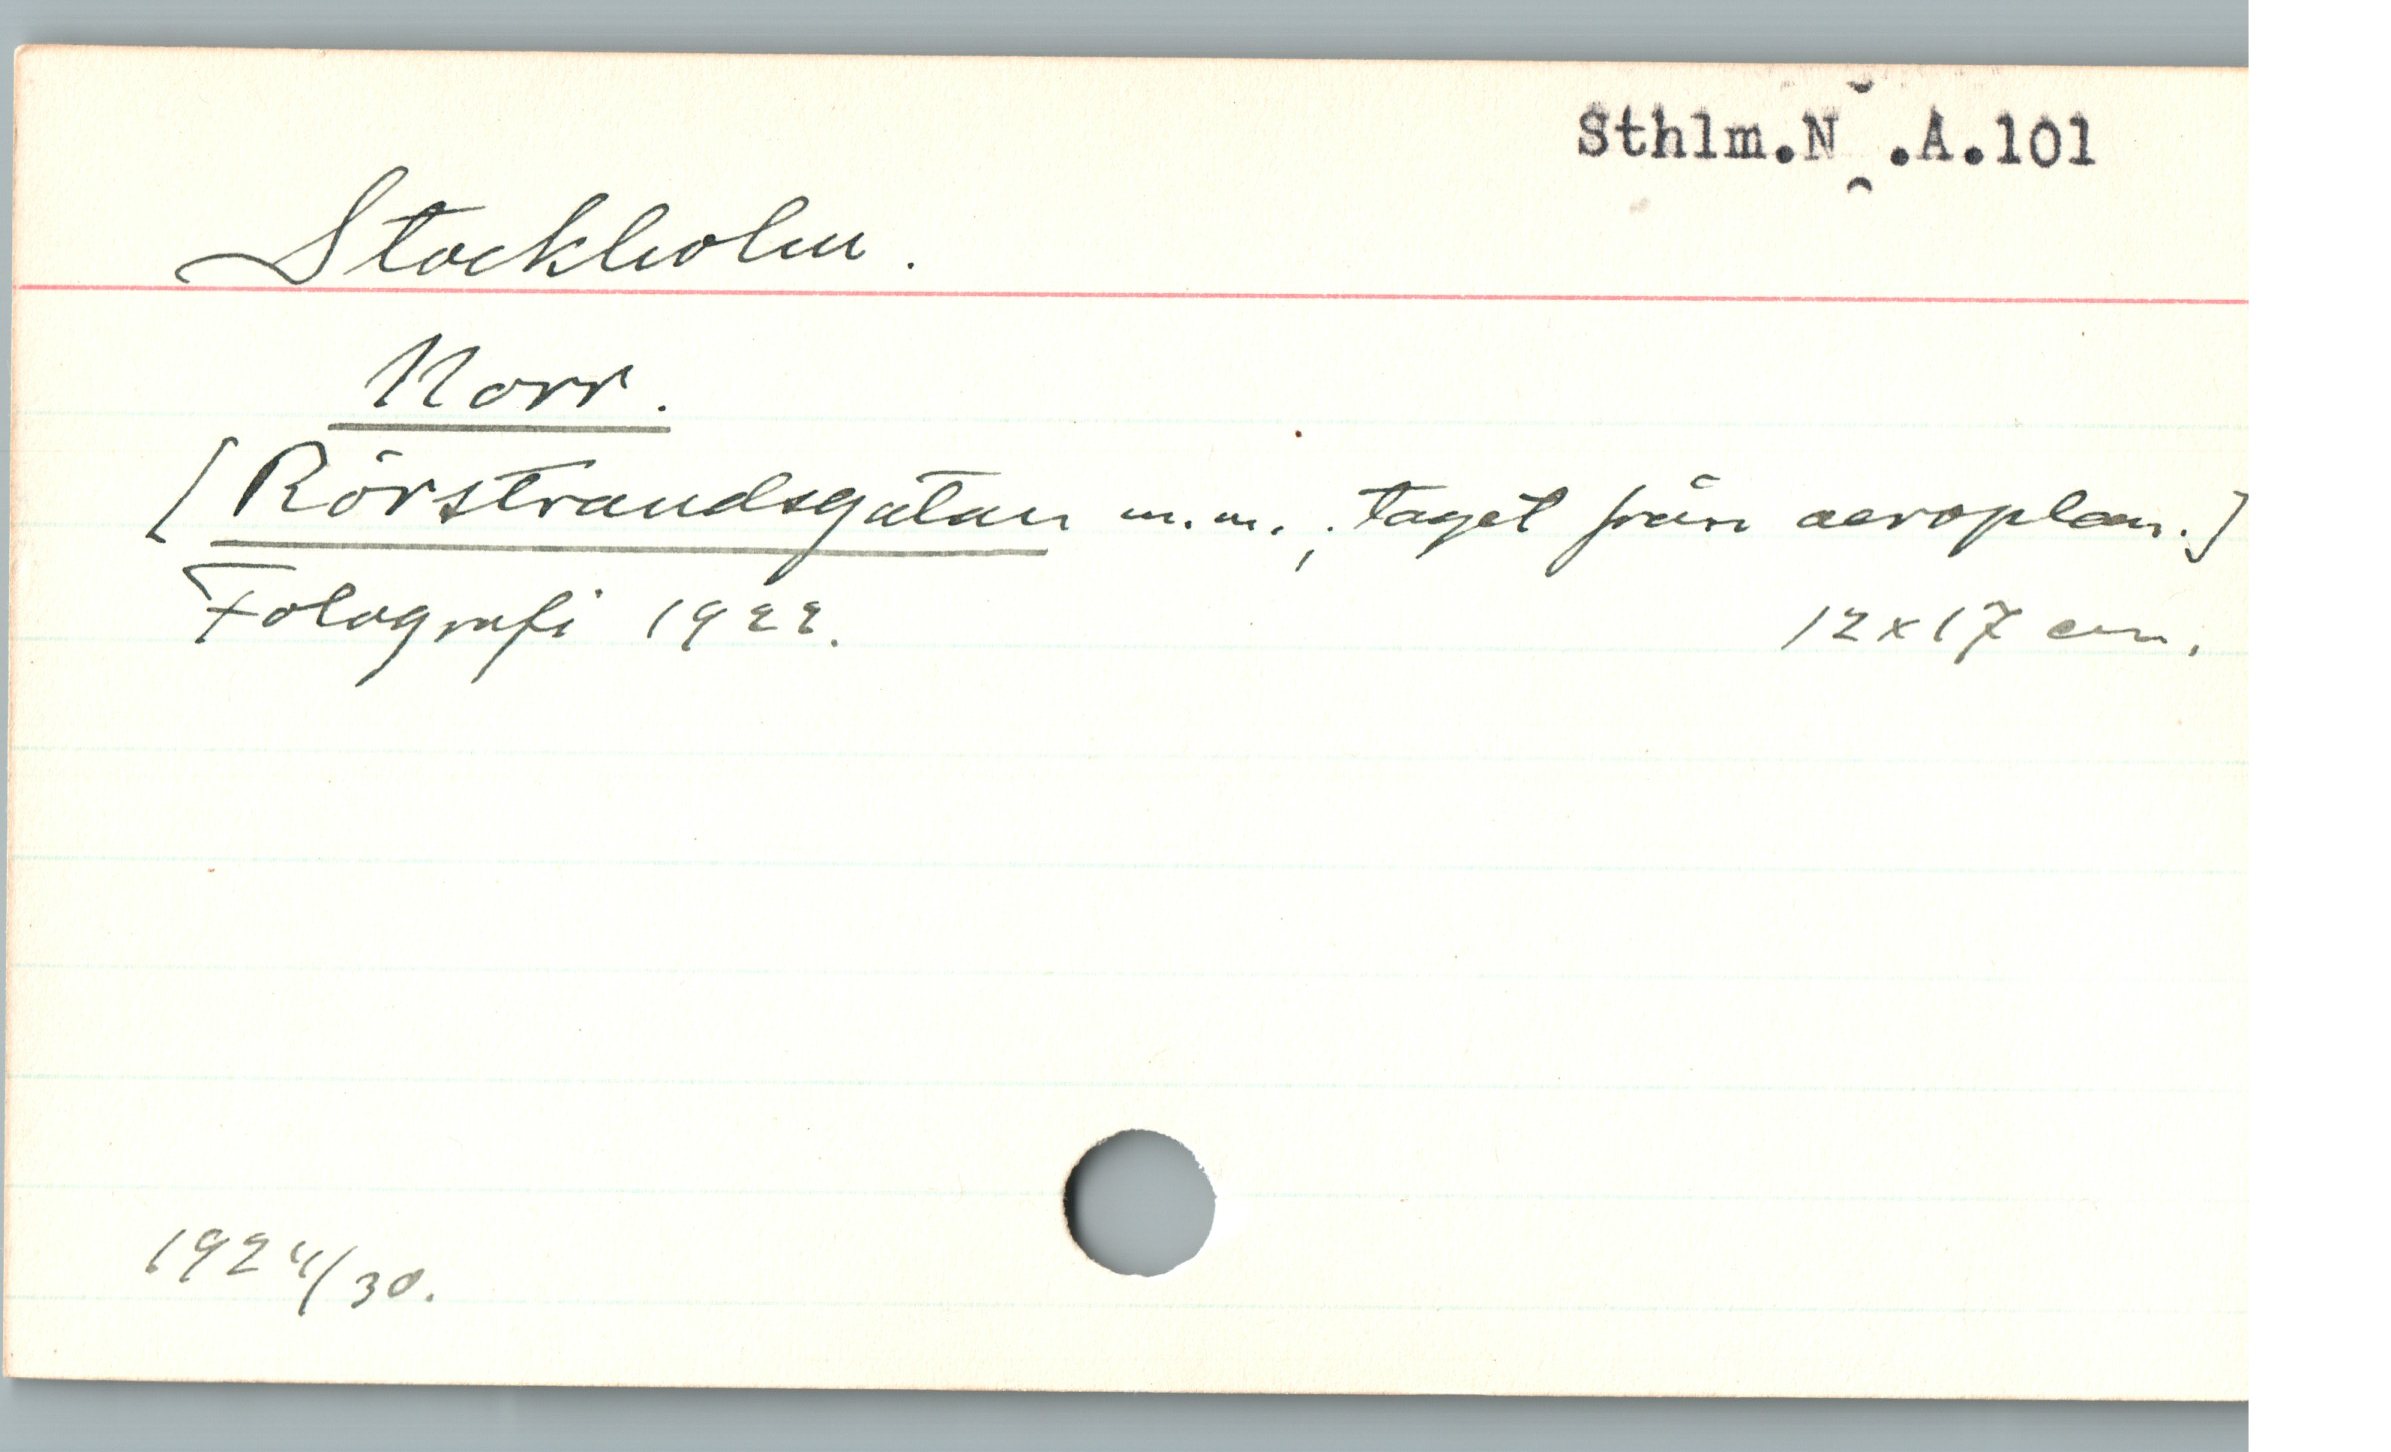 Sthlm.N .A.101
Stockholm.
Norr.
[Rörstrandsgatan m.m., taget från aeroplan.]
Fotografi 1922. 12x17 cm.
1924/30.